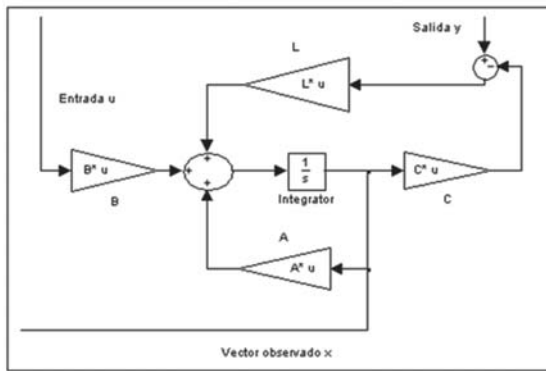 Salida y
L
+
−
L* u
Entrada u
+
+
+
B* u
1
s
C* u
B
Integrator
C
A
A* u
Vector observado x